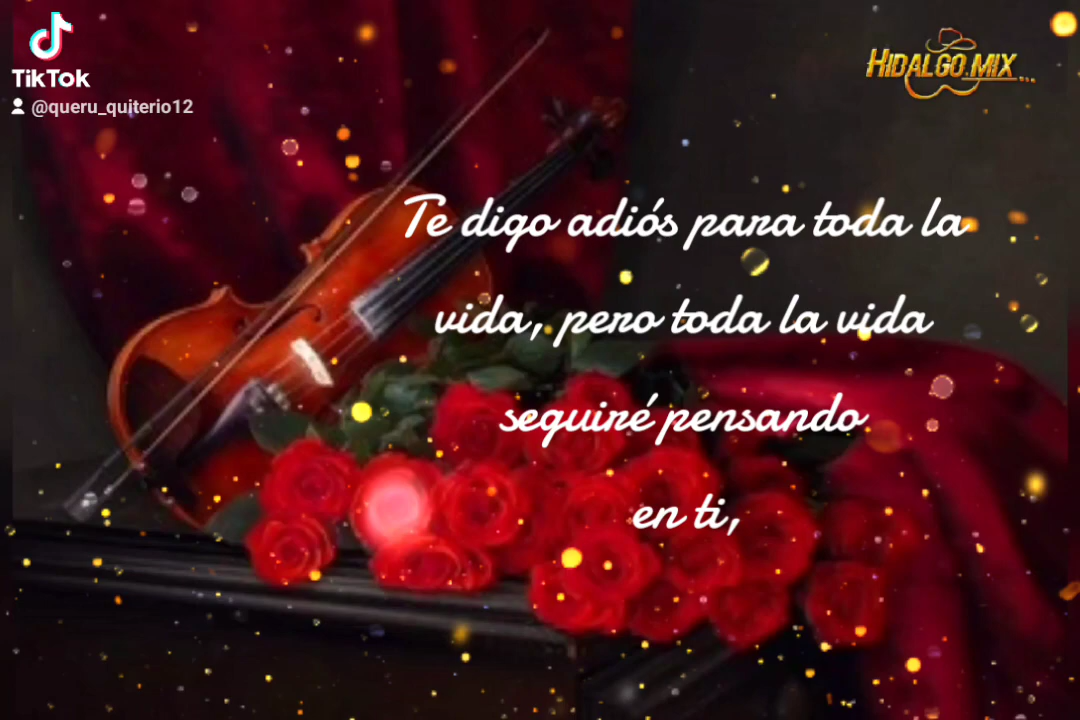 TikTok
@queru_quiterio12
HIDALGO.MIX...
Te digo adiós para toda la
vida, pero toda la vida
seguiré pensando
en ti,